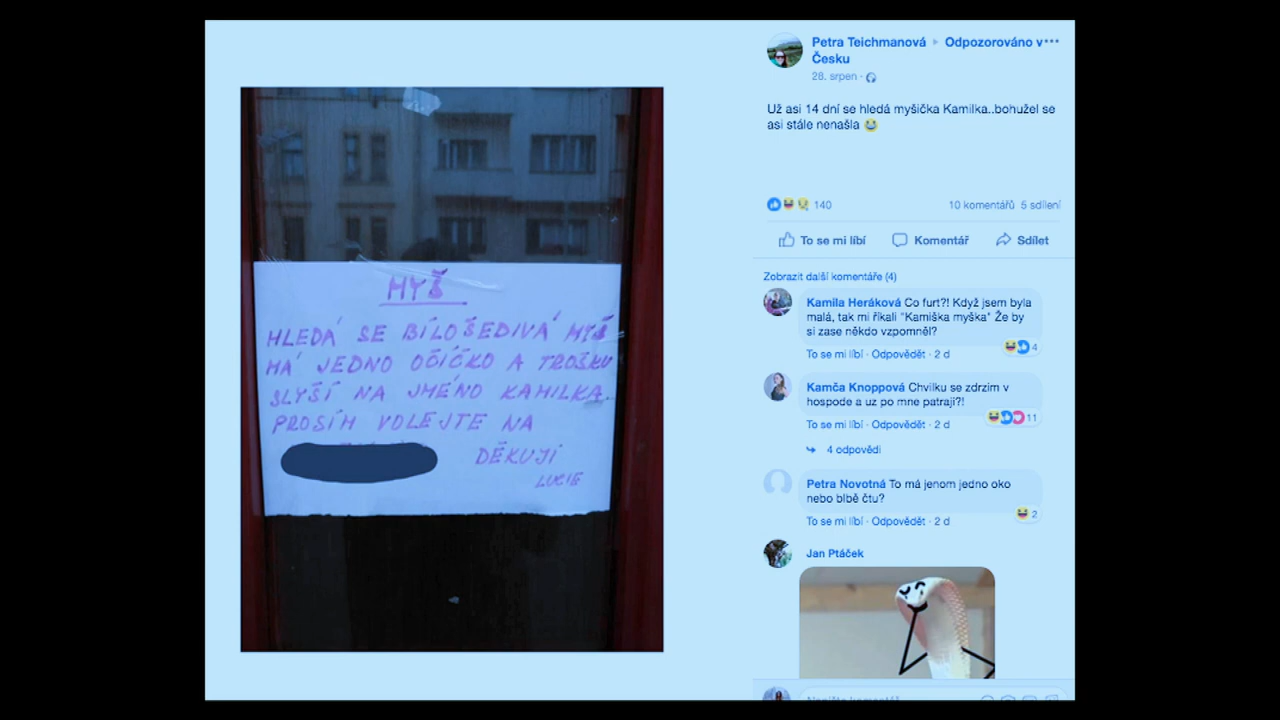 MYŠ
HLEDÁ SE BÍLOŠEDIVÁ MYŠ
MÁ JEDNO OČÍČKO A TROŠKU
SLYŠÍ NA JMÉNO KAMILKA.
PROSÍM VOLEJTE NA
DĚKUJI
LUCIE
Petra Teichmanová ▸ Odpozorováno v
Česku
28. srpen ·
Už asi 14 dní se hledá myšička Kamilka..bohužel se
asi stále nenašla 😂
140
10 komentářů 5 sdílení
To se mi líbí Komentář Sdílet
Zobrazit další komentáře (4)
Kamila Heráková Co furt?! Když jsem byla
malá, tak mi říkali "Kamiška myška" Že by
si zase někdo vzpomněl?
4
To se mi líbí · Odpovědět · 2 d
Kamča Knoppová Chvilku se zdrzim v
hospode a uz po mne patraji?!
11
To se mi líbí · Odpovědět · 2 d
4 odpovědi
Petra Novotná To má jenom jedno oko
nebo blbě čtu?
2
To se mi líbí · Odpovědět · 2 d
Jan Ptáček
Napište komentář...